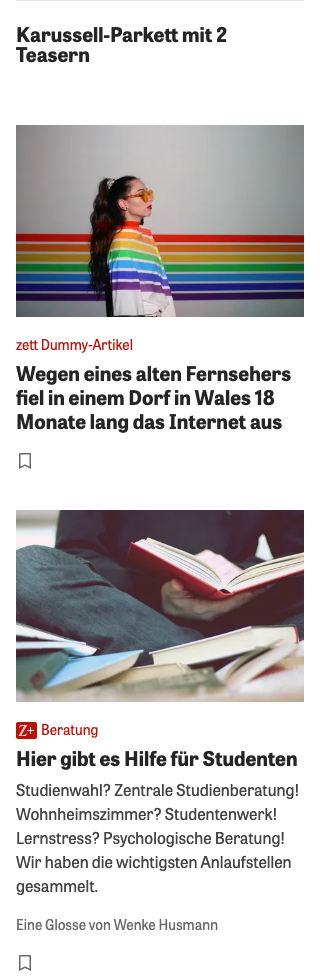 Karussell-Parkett mit 2
Teasern
zett Dummy-Artikel
Wegen eines alten Fernsehers
fiel in einem Dorf in Wales 18
Monate lang das Internet aus
Z+ Beratung
Hier gibt es Hilfe für Studenten
Studienwahl? Zentrale Studienberatung!
Wohnheimszimmer? Studentenwerk!
Lernstress? Psychologische Beratung!
Wir haben die wichtigsten Anlaufstellen
gesammelt.
Eine Glosse von Wenke Husmann